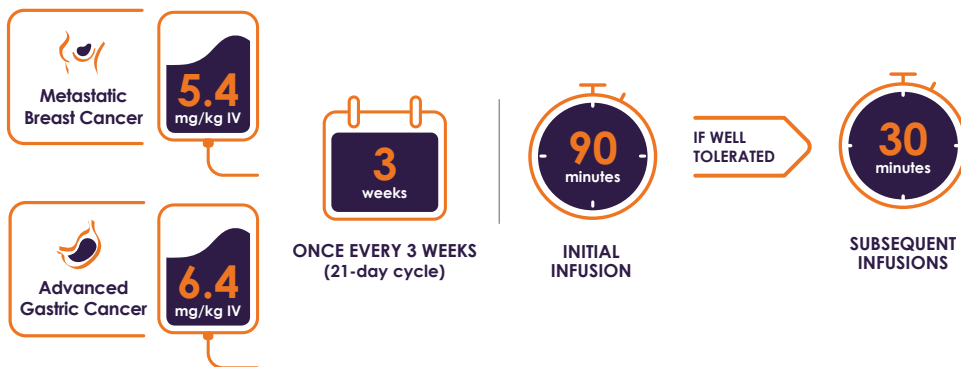 Metastatic
Breast Cancer
5.4
mg/kg IV
Advanced
Gastric Cancer
6.4
mg/kg IV
3
weeks
ONCE EVERY 3 WEEKS
(21-day cycle)
90
minutes
INITIAL
INFUSION
IF WELL
TOLERATED
30
minutes
SUBSEQUENT
INFUSIONS